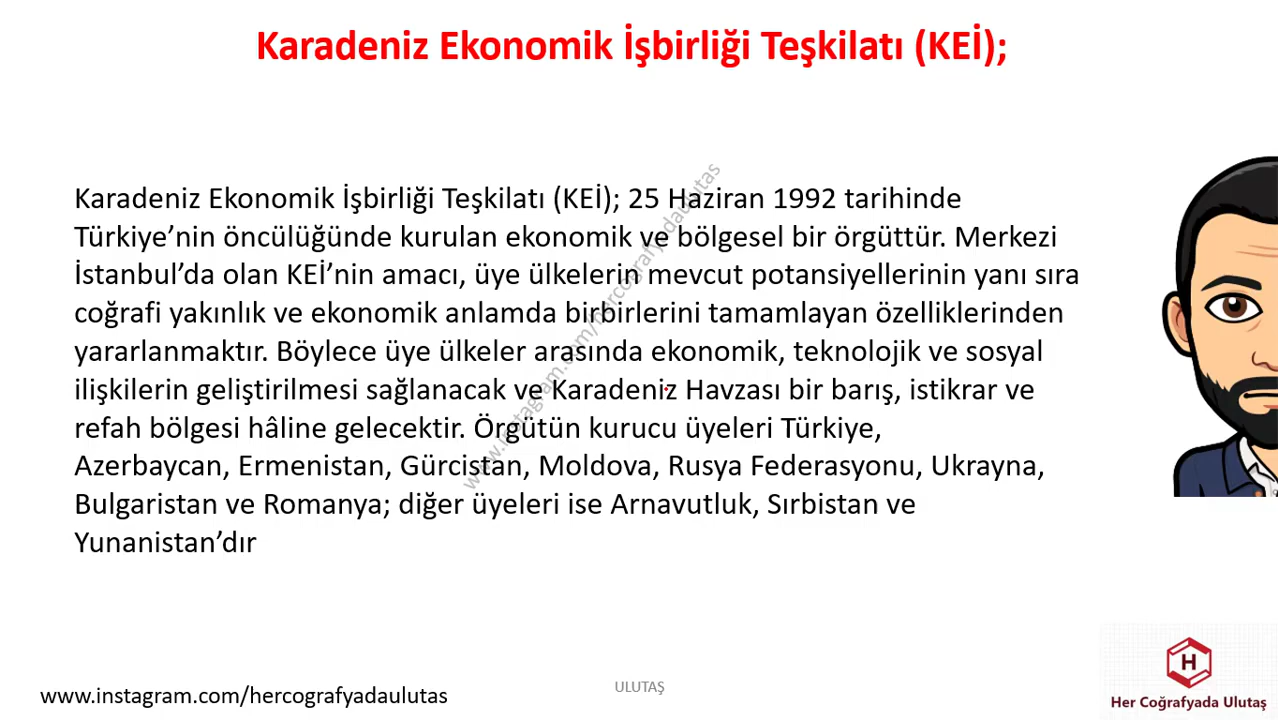 Karadeniz Ekonomik İşbirliği Teşkilatı (KEİ);
Karadeniz Ekonomik İşbirliği Teşkilatı (KEİ); 25 Haziran 1992 tarihinde
Türkiye’nin öncülüğünde kurulan ekonomik ve bölgesel bir örgüttür. Merkezi
İstanbul’da olan KEİ’nin amacı, üye ülkelerin mevcut potansiyellerinin yanı sıra
coğrafi yakınlık ve ekonomik anlamda birbirlerini tamamlayan özelliklerinden
yararlanmaktır. Böylece üye ülkeler arasında ekonomik, teknolojik ve sosyal
ilişkilerin geliştirilmesi sağlanacak ve Karadeniz Havzası bir barış, istikrar ve
refah bölgesi hâline gelecektir. Örgütün kurucu üyeleri Türkiye,
Azerbaycan, Ermenistan, Gürcistan, Moldova, Rusya Federasyonu, Ukrayna,
Bulgaristan ve Romanya; diğer üyeleri ise Arnavutluk, Sırbistan ve
Yunanistan’dır
www.instagram.com/hercografyadaulutas
www.instagram.com/hercografyadaulutas
ULUTAŞ
H
Her Coğrafyada Ulutaş